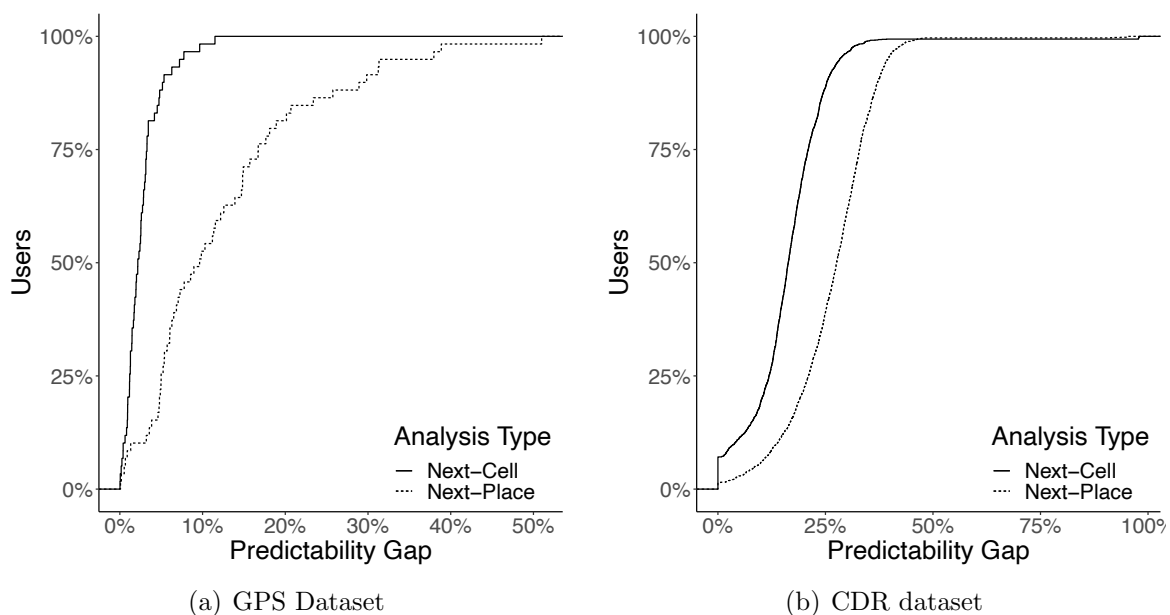 100%
75%
50%
25%
0%
Users
Analysis Type
Next−Cell
Next−Place
0%
10%
20%
30%
40%
50%
Predictability Gap
(a) GPS Dataset
100%
75%
50%
25%
0%
Users
Analysis Type
Next−Cell
Next−Place
0%
25%
50%
75%
100%
Predictability Gap
(b) CDR dataset